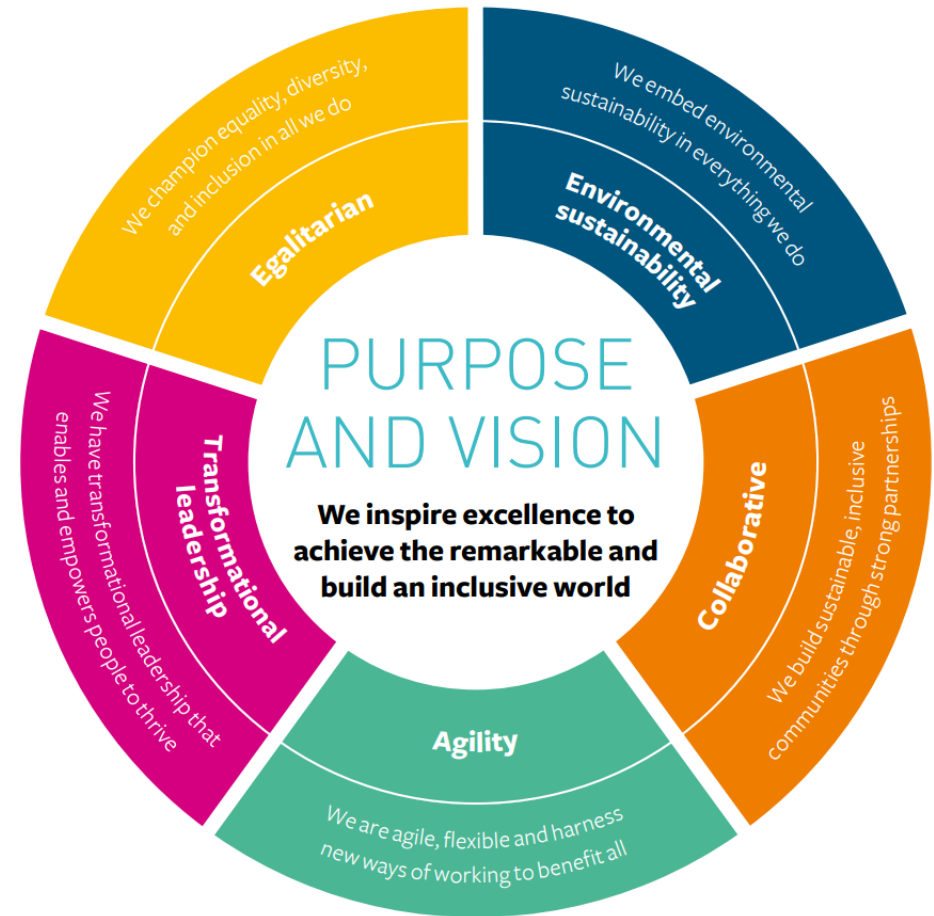 PURPOSE
AND VISION
We inspire excellence to
achieve the remarkable and
build an inclusive world
We embed environmental
sustainability in everything we do
Environmental
sustainability
Collaborative
We build sustainable, inclusive
communities through strong partnerships
Agility
We are agile, flexible and harness
new ways of working to benefit all
Transformational
leadership
We have transformational leadership that
enables and empowers people to thrive
We champion equality, diversity,
and inclusion in all we do
Egalitarian